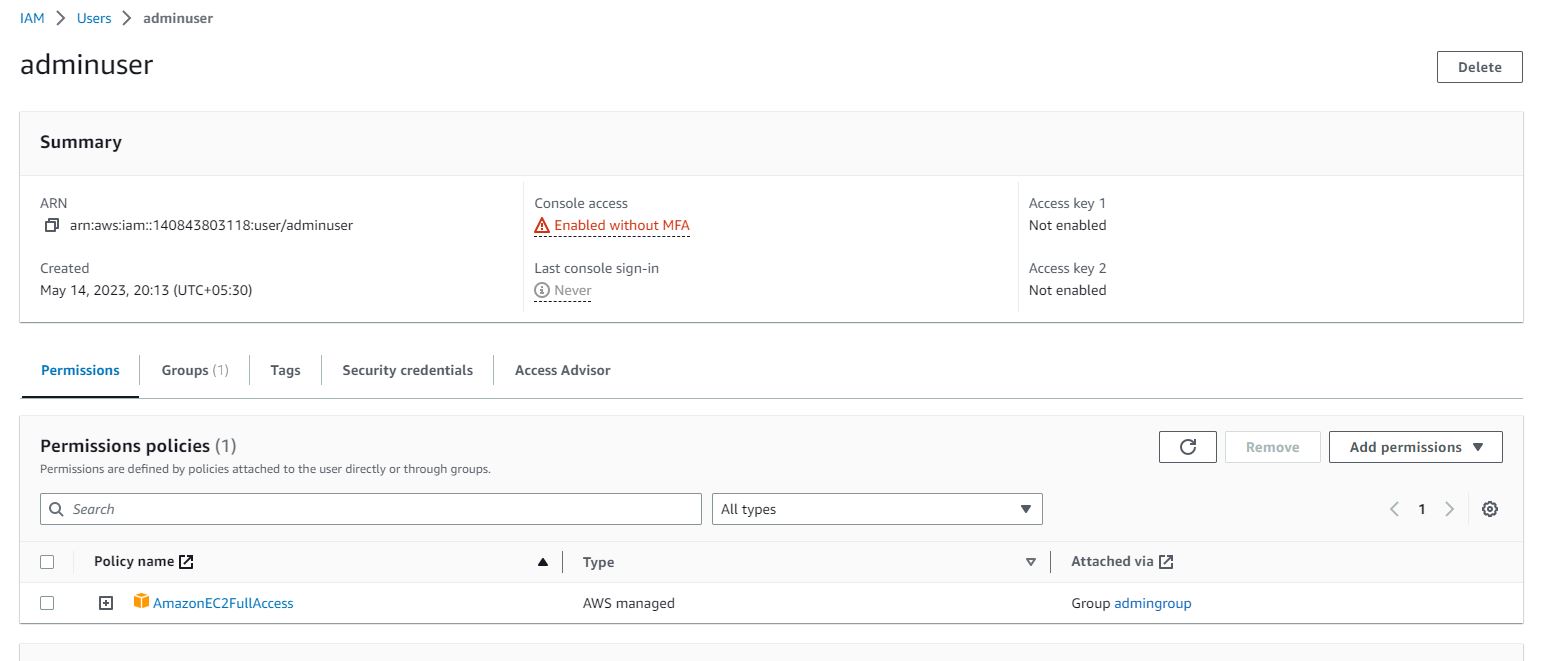 IAM > Users > adminuser
adminuser
Delete
Summary
ARN Console access Access key 1
arn:aws:iam::140843803118:user/adminuser Enabled without MFA Not enabled
Created Last console sign-in Access key 2
May 14, 2023, 20:13 (UTC+05:30) Never Not enabled
Permissions Groups (1) Tags Security credentials Access Advisor
Permissions policies (1)
Remove Add permissions
Permissions are defined by policies attached to the user directly or through groups.
Search All types 1
Policy name Type Attached via
AmazonEC2FullAccess AWS managed Group admingroup